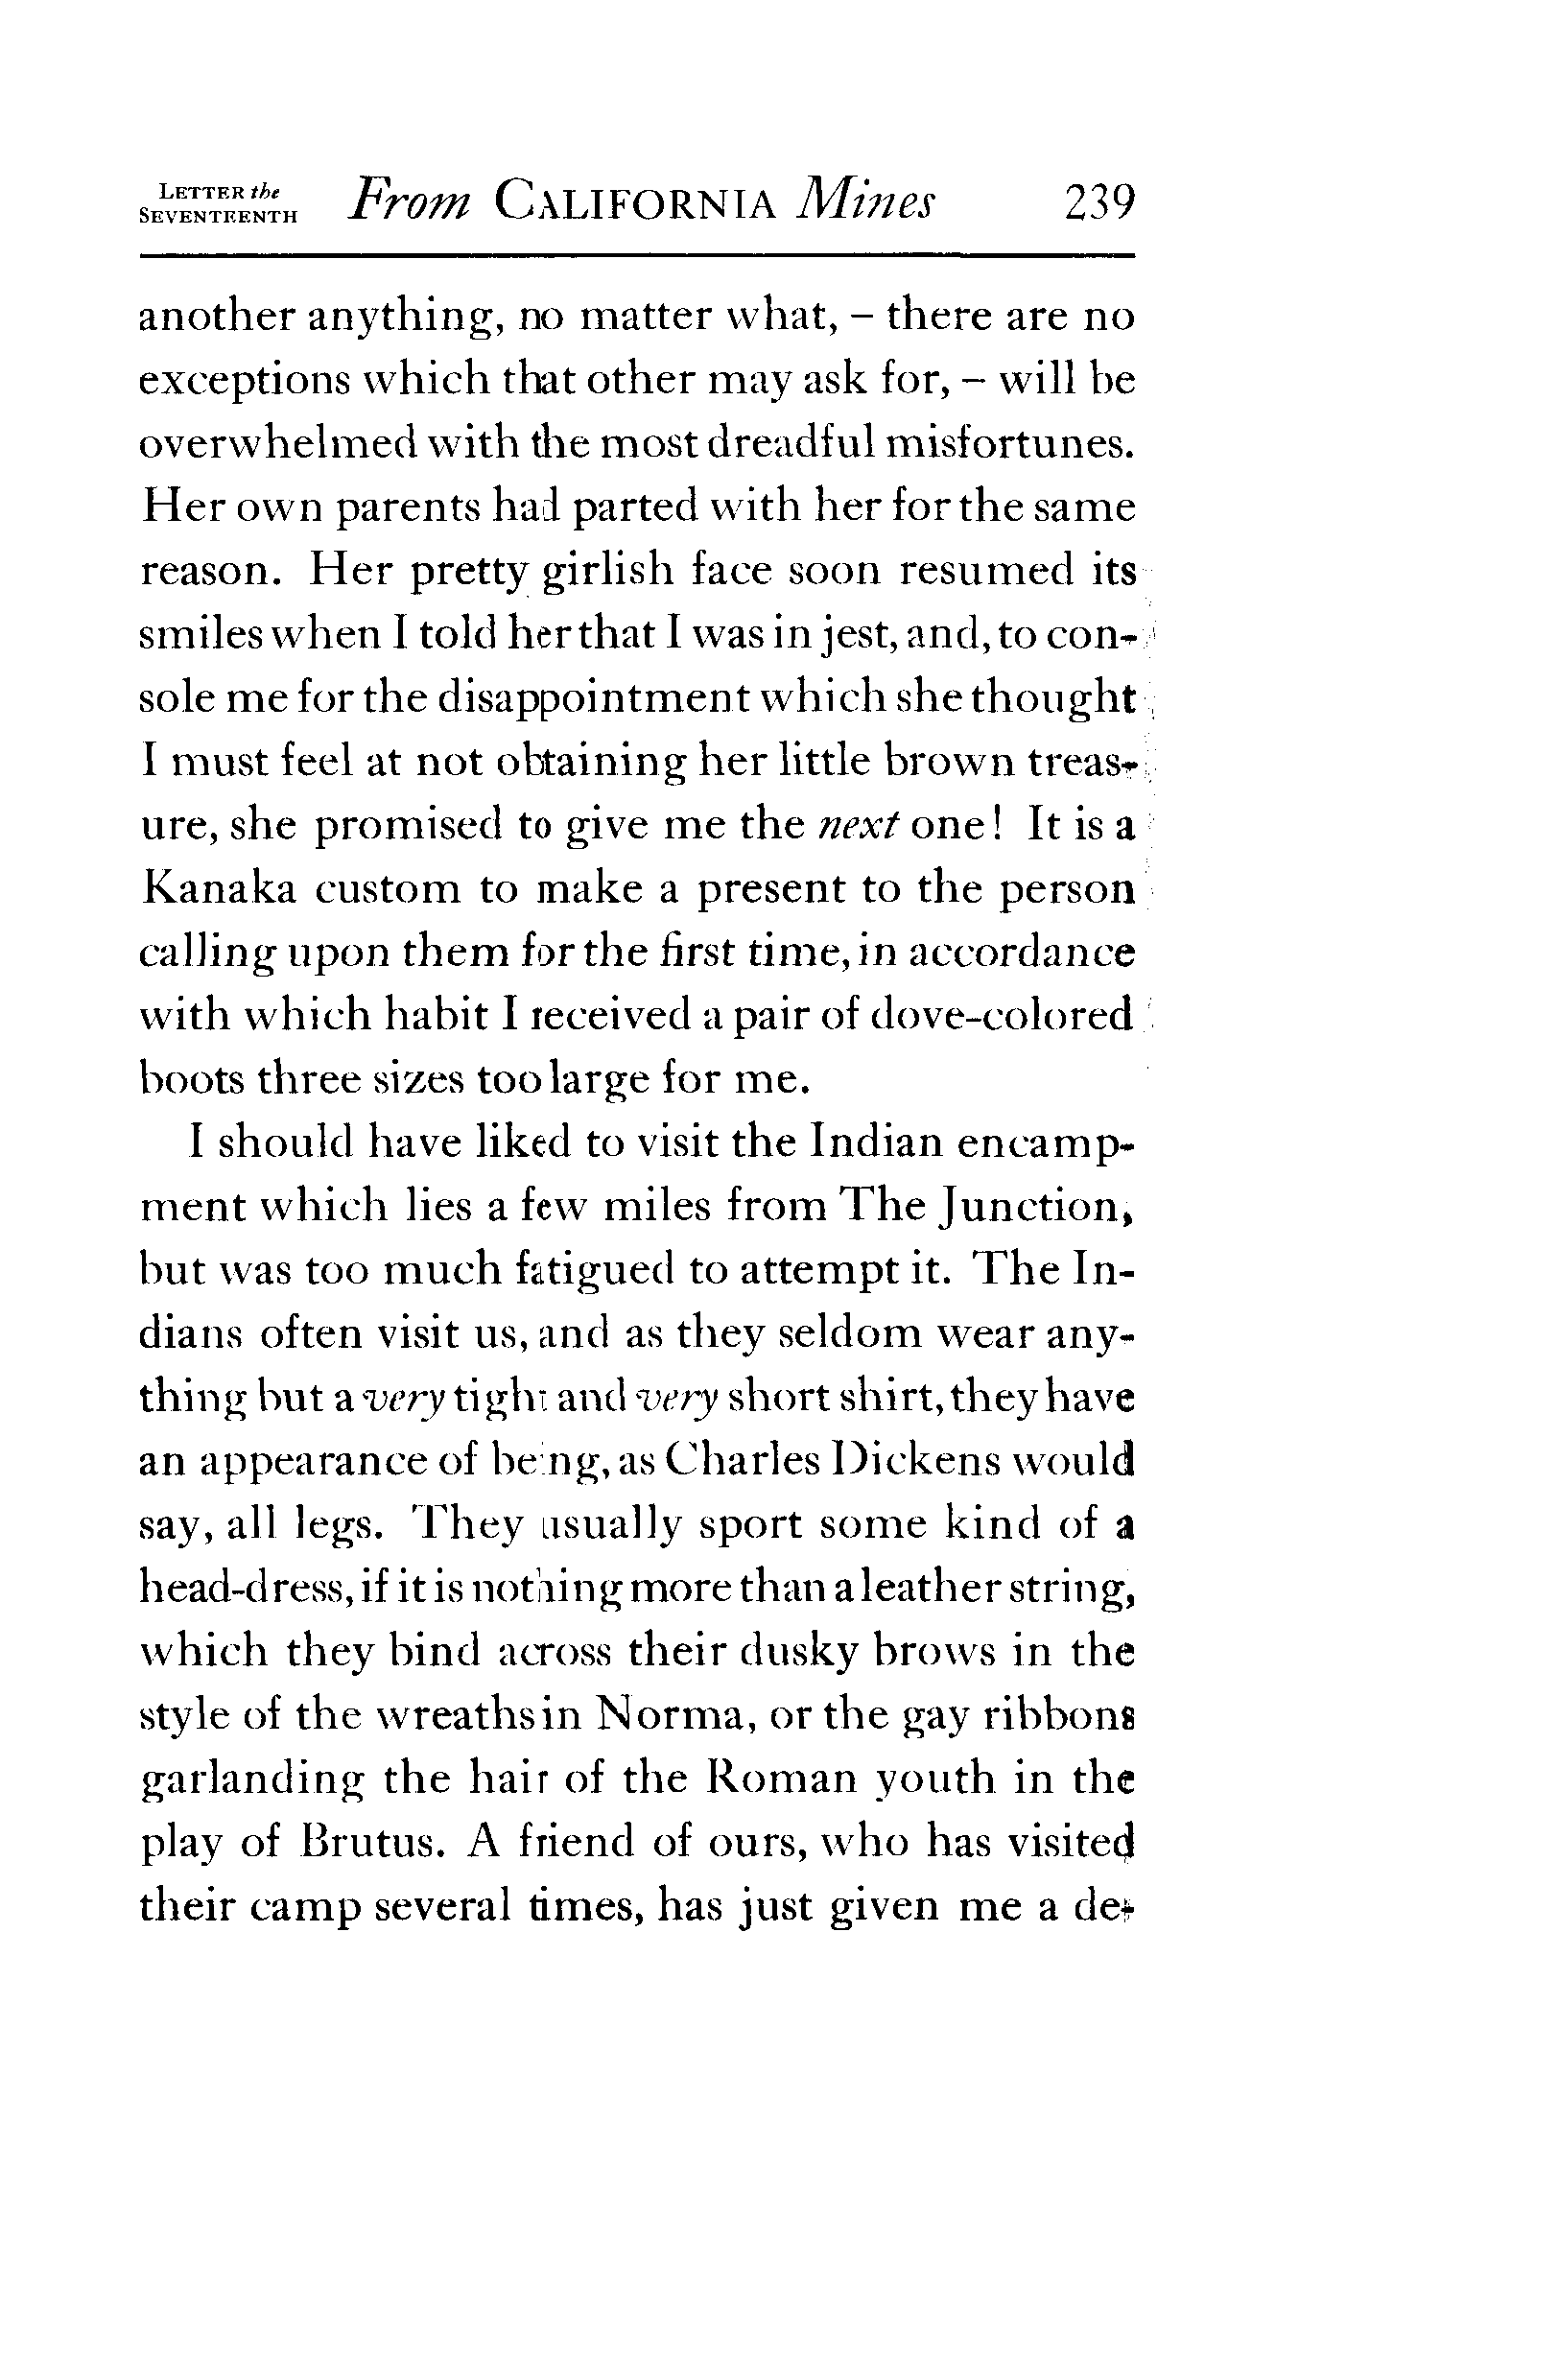 LETTER the
SEVENTEENTH
From CALIFORNIA Mines 239
another anything, no matter what, – there are no
exceptions which that other may ask for, – will be
overwhelmed with the most dreadful misfortunes.
Her own parents had parted with her for the same
reason. Her pretty girlish face soon resumed its
smiles when I told her that I was in jest, and, to con-
sole me for the disappointment which she thought
I must feel at not obtaining her little brown treas-
ure, she promised to give me the next one! It is a
Kanaka custom to make a present to the person
calling upon them for the first time, in accordance
with which habit I received a pair of dove-colored
boots three sizes too large for me.
I should have liked to visit the Indian encamp-
ment which lies a few miles from The Junction,
but was too much fatigued to attempt it. The In-
dians often visit us, and as they seldom wear any-
thing but a very tight and very short shirt, they have
an appearance of being, as Charles Dickens would
say, all legs. They usually sport some kind of a
head-dress, if it is nothing more than a leather string,
which they bind across their dusky brows in the
style of the wreaths in Norma, or the gay ribbons
garlanding the hair of the Roman youth in the
play of Brutus. A friend of ours, who has visited
their camp several times, has just given me a de-